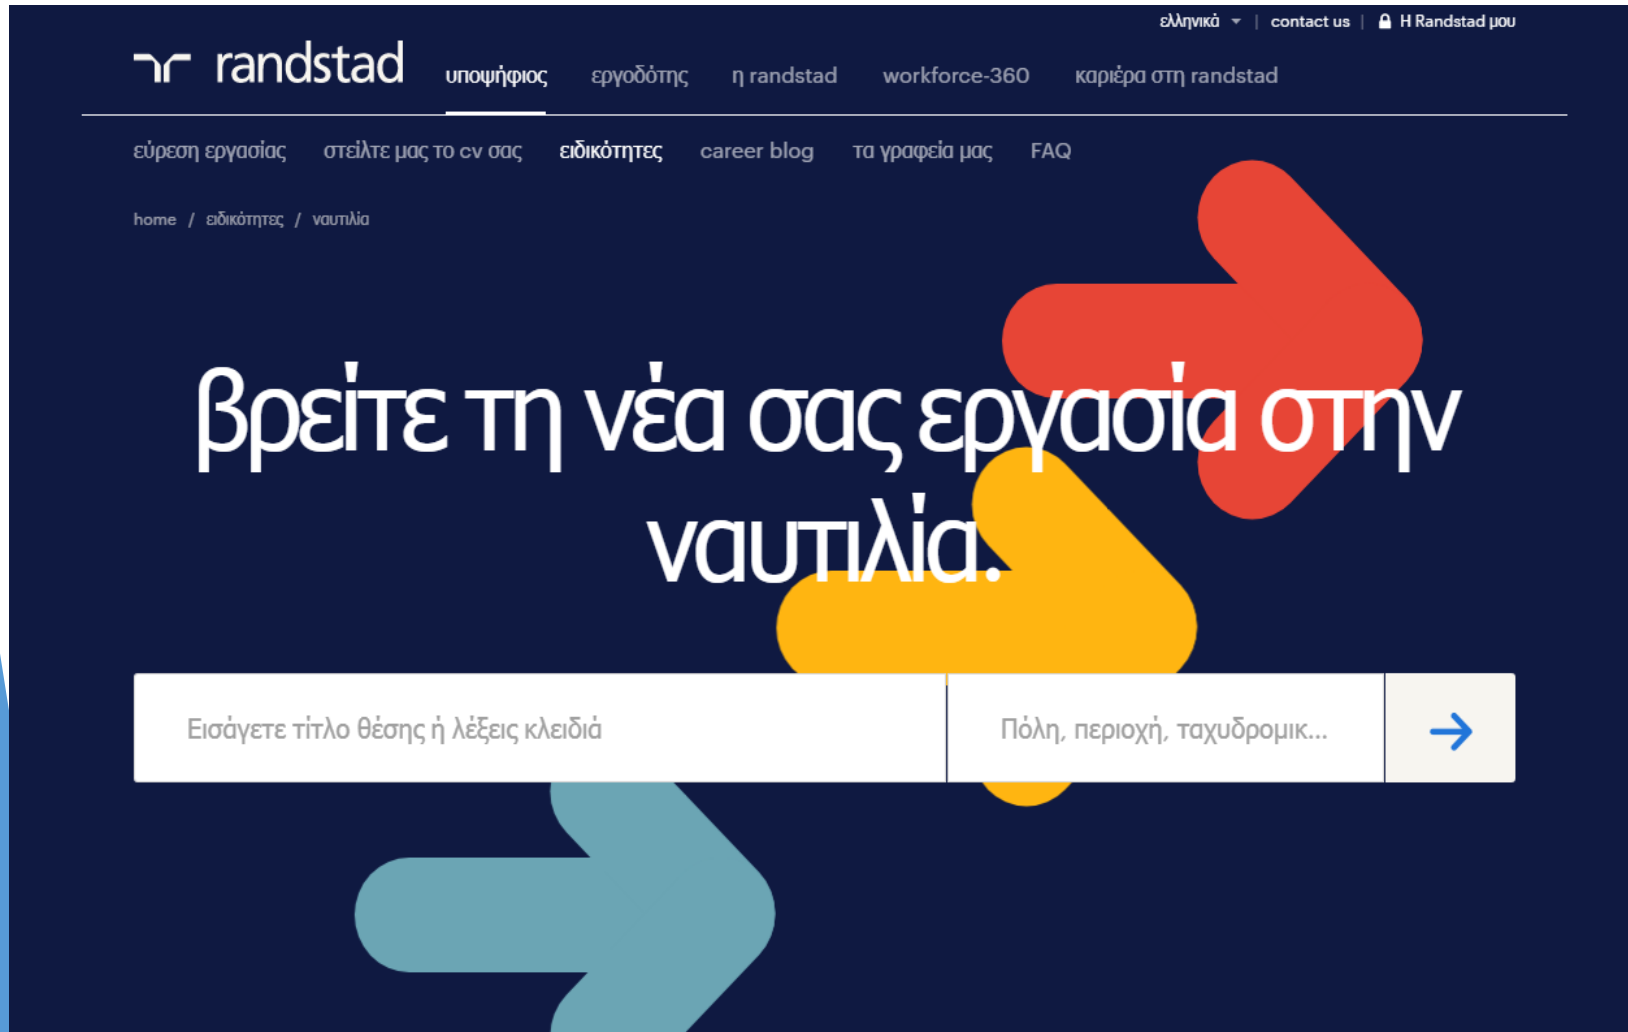 ελληνικά | contact us | Η Randstad μου
randstad υποψήφιος εργοδότης η randstad workforce-360 καριέρα στη randstad
εύρεση εργασίας στείλτε μας το cv σας ειδικότητες career blog τα γραφεία μας FAQ
home / ειδικότητες / ναυτιλία
βρείτε τη νέα σας εργασία στην
ναυτιλία.
Εισάγετε τίτλο θέσης ή λέξεις κλειδιά Πόλη, περιοχή, ταχυδρομικ...